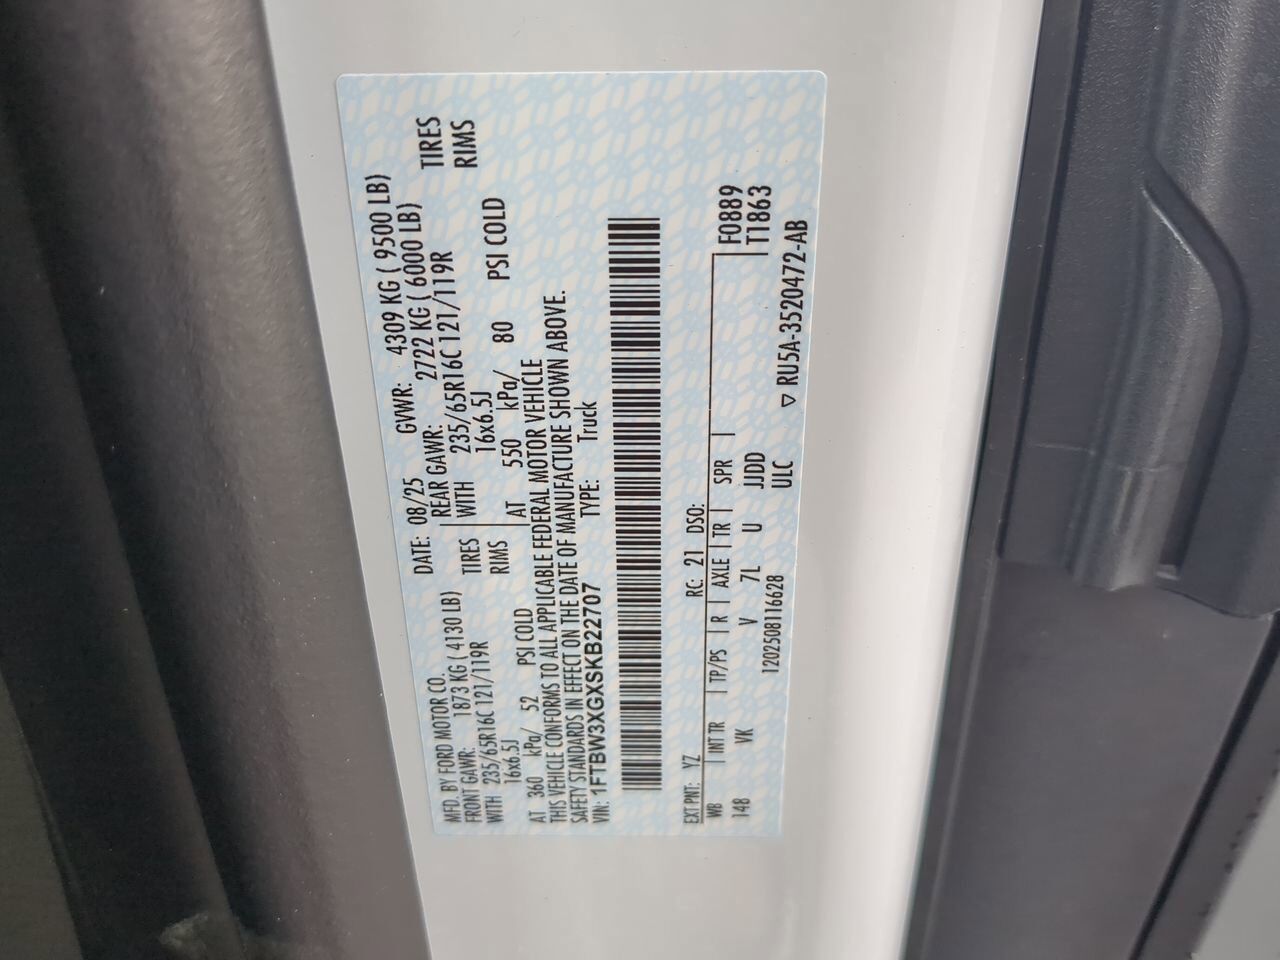 MFD. BY FORD MOTOR CO.
DATE: 08/25
GVWR: 4309 KG ( 9500 LB)
FRONT GAWR: 1873 KG ( 4130 LB)
REAR GAWR: 2722 KG ( 6000 LB)
WITH 235/65R16C 121/119R TIRES
WITH 235/65R16C 121/119R TIRES
16x6.5J RIMS
16x6.5J RIMS
AT 360 kPa/ 52 PSI COLD
AT 550 kPa/ 80 PSI COLD
THIS VEHICLE CONFORMS TO ALL APPLICABLE FEDERAL MOTOR VEHICLE
SAFETY STANDARDS IN EFFECT ON THE DATE OF MANUFACTURE SHOWN ABOVE.
VIN: 1FTBW3XGXSKB22707 TYPE: Truck
EXT PNT: YZ RC: 21 DSO:
F0889
WB INT TR TP/PS R AXLE TR SPR
T1863
148 VK V 7L U JJDD
1202508116628 ULC ▽ RU5A-3520472-AB